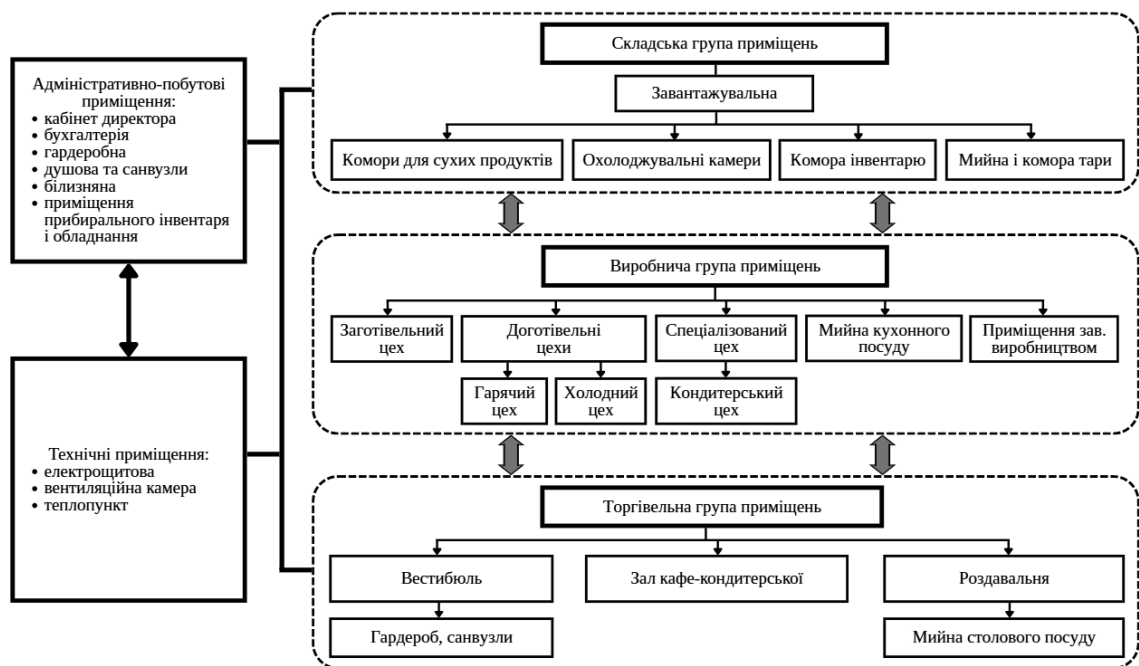 Адміністративно-побутові
приміщення:
• кабінет директора
• бухгалтерія
• гардеробна
• душова та санвузли
• білизняна
• приміщення
прибирального інвентаря
і обладнання
Технічні приміщення:
• електрощитова
• вентиляційна камера
• теплопункт
Складська група приміщень
Завантажувальна
Комори для сухих продуктів
Охолоджувальні камери
Комора інвентарю
Мийна і комора тари
Виробнича група приміщень
Заготівельний
цех
Доготівельні
цехи
Спеціалізований
цех
Мийна кухонного
посуду
Приміщення зав.
виробництвом
Гарячий
цех
Холодний
цех
Кондитерський
цех
Торгівельна група приміщень
Вестибюль
Зал кафе-кондитерської
Роздавальня
Гардероб, санвузли
Мийна столового посуду